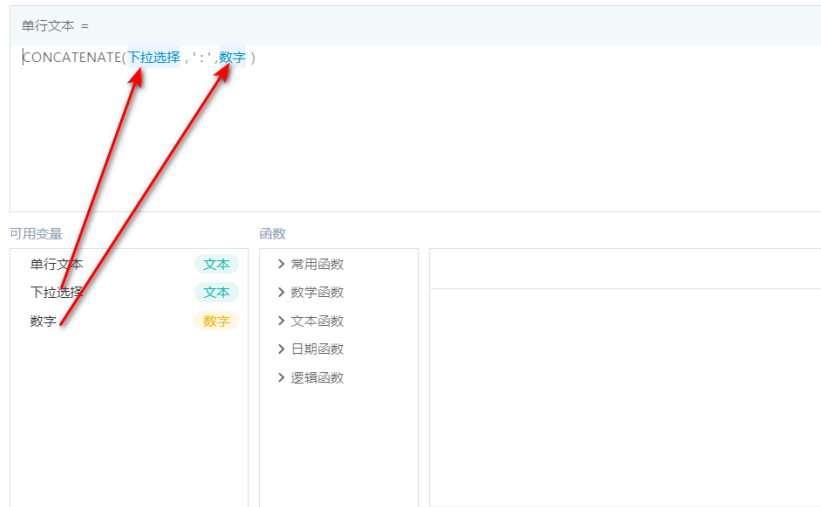 单行文本 =
CONCATENATE(下拉选择 ,':',数字 )
可用变量
函数
单行文本 文本
下拉选择 文本
数字 数字
常用函数
数学函数
文本函数
日期函数
逻辑函数